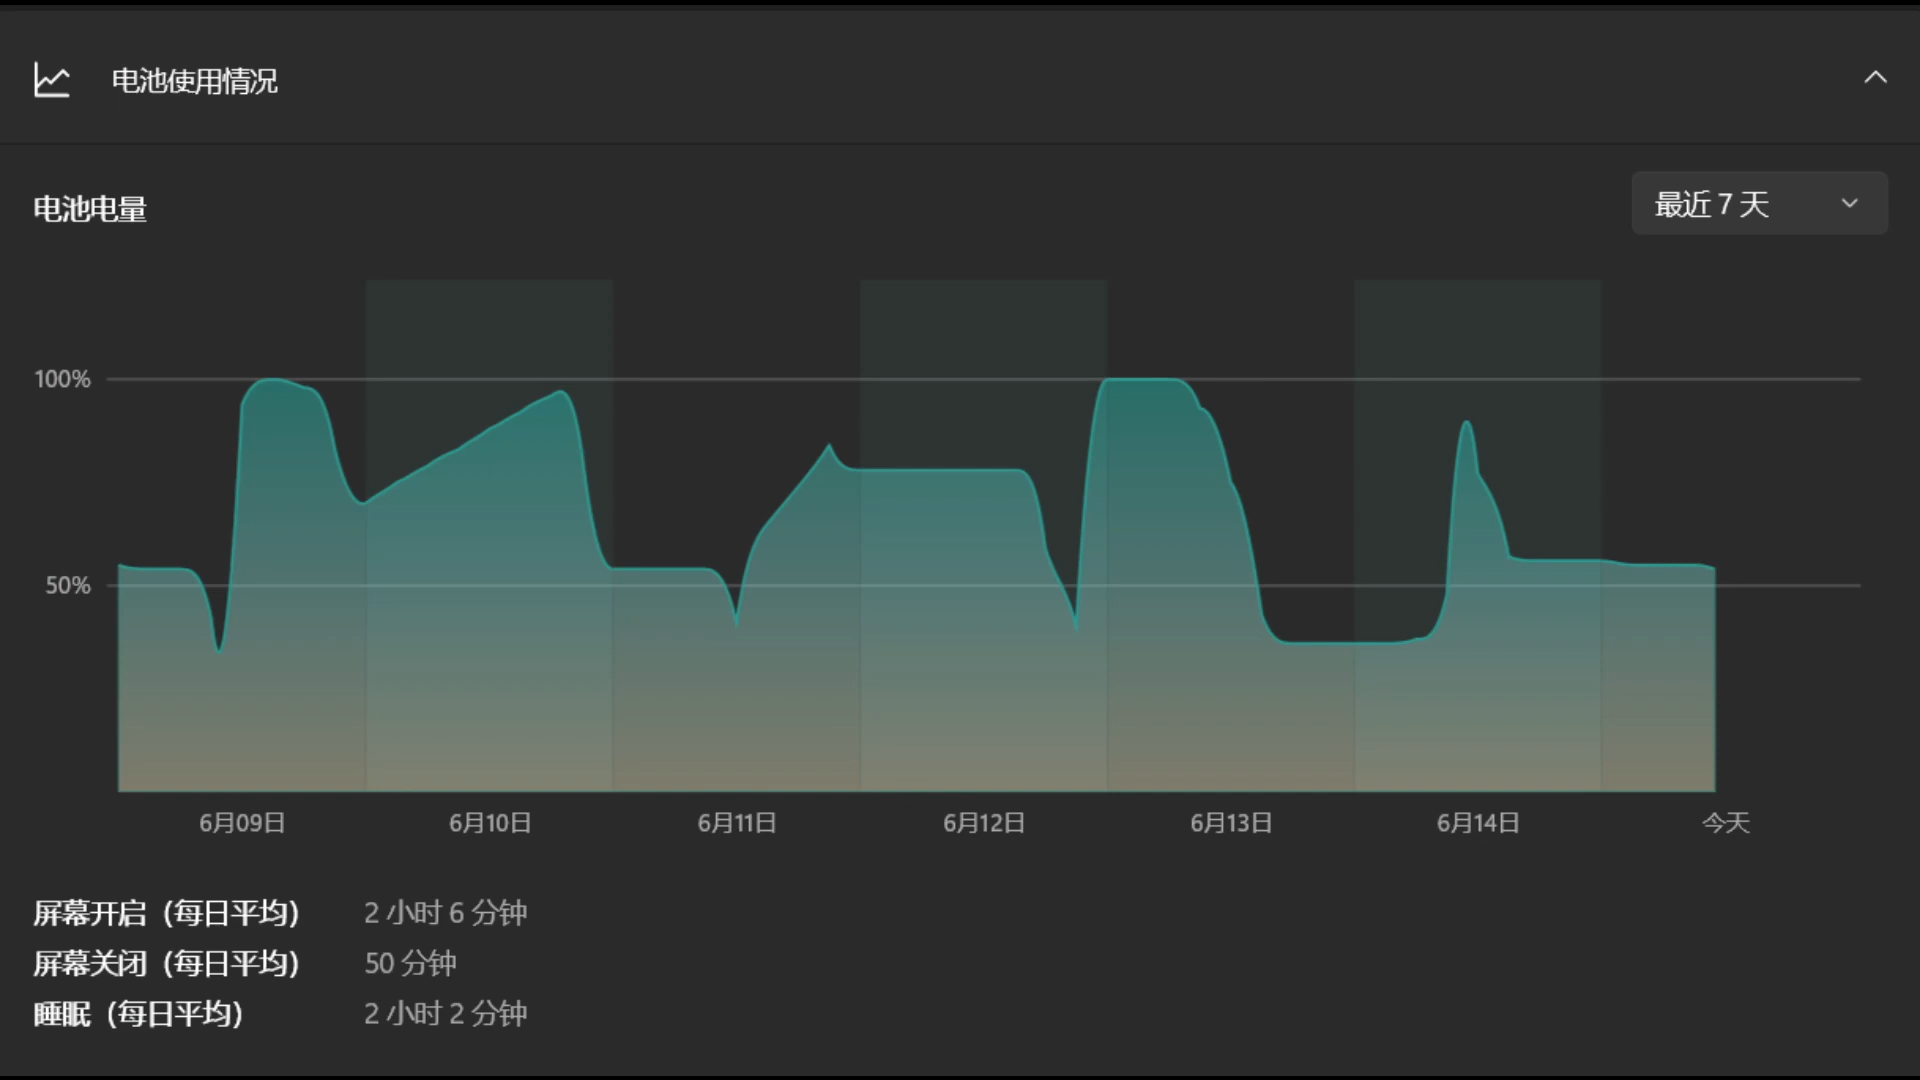 电池使用情况
电池电量
最近 7 天
100%
50%
6月09日 6月10日 6月11日 6月12日 6月13日 6月14日 今天
屏幕开启（每日平均） 2 小时 6 分钟
屏幕关闭（每日平均） 50 分钟
睡眠（每日平均） 2 小时 2 分钟